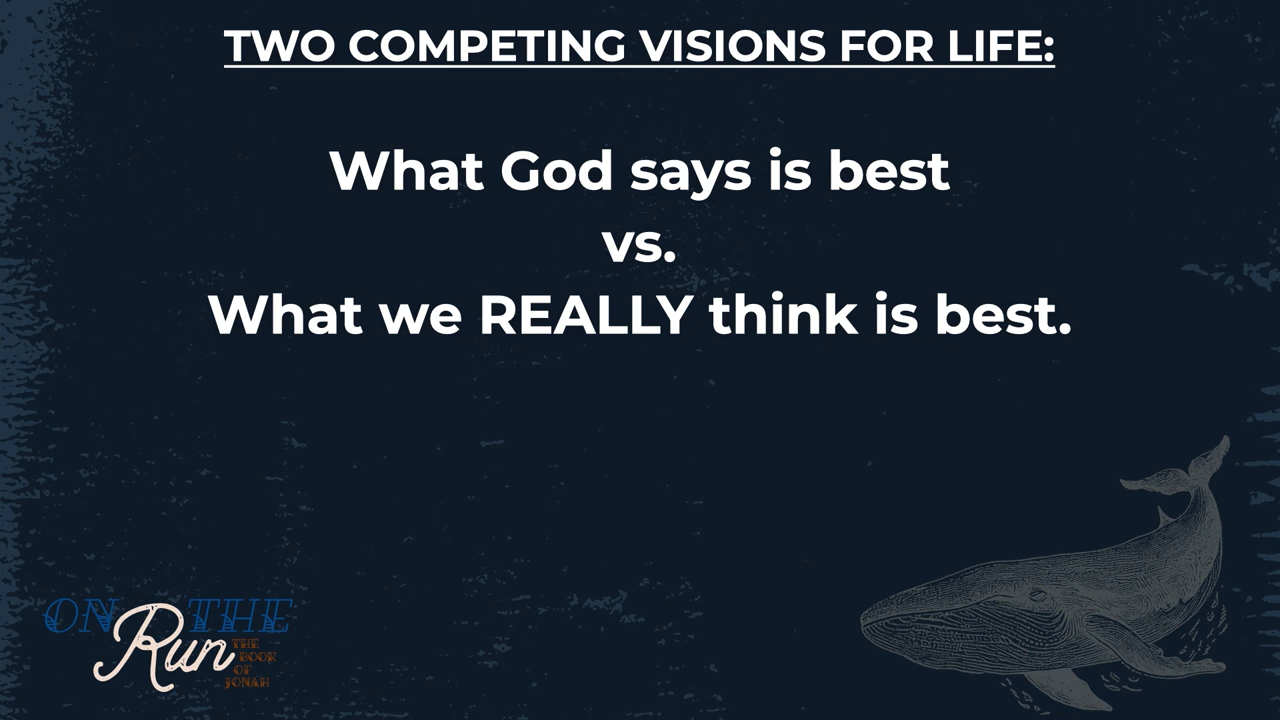 TWO COMPETING VISIONS FOR LIFE:
What God says is best
vs.
What we REALLY think is best.
ON THE
Run
THE
BOOK
OF
JONAH